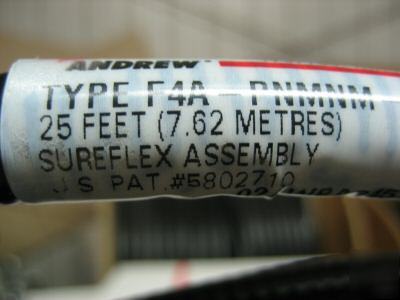 ANDREW
TYPE F4A-PNMNM
25 FEET (7.62 METRES)
SUREFLEX ASSEMBLY
U S PAT.#5802710